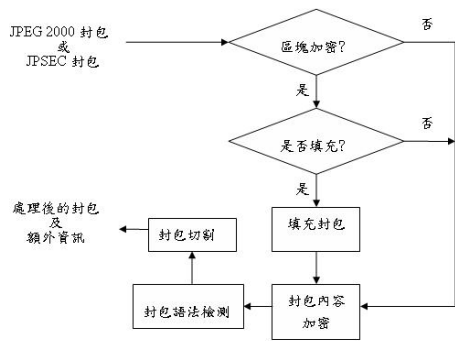 JPEG 2000 封包
或
JPSEC 封包
區塊加密?
否
是
是否填充?
否
是
處理後的封包
及
額外資訊
封包切割
填充封包
封包語法檢測
封包內容
加密